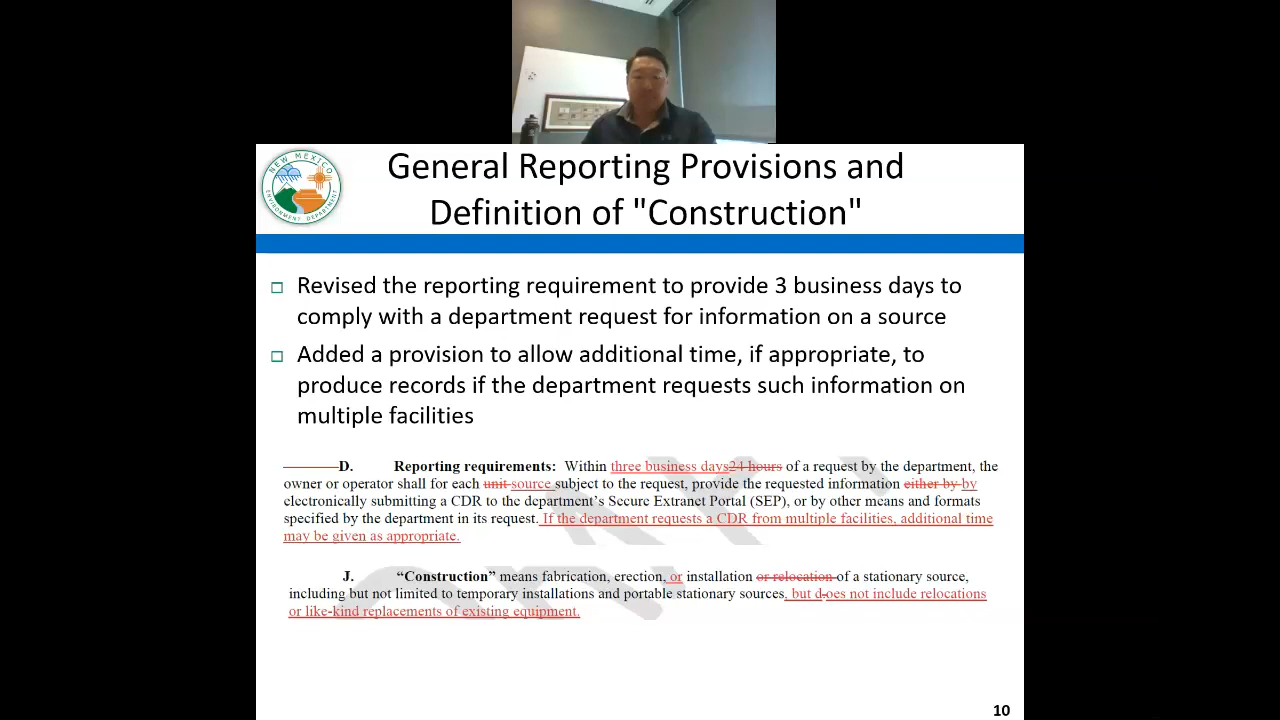 NEW MEXICO
ENVIRONMENT DEPARTMENT
General Reporting Provisions and
Definition of "Construction"
Revised the reporting requirement to provide 3 business days to
comply with a department request for information on a source
Added a provision to allow additional time, if appropriate, to
produce records if the department requests such information on
multiple facilities
D. Reporting requirements: Within three business days24 hours of a request by the department, the
owner or operator shall for each unit source subject to the request, provide the requested information either by by
electronically submitting a CDR to the department's Secure Extranet Portal (SEP), or by other means and formats
specified by the department in its request. If the department requests a CDR from multiple facilities, additional time
may be given as appropriate.
J. “Construction” means fabrication, erection, or installation or relocation of a stationary source,
including but not limited to temporary installations and portable stationary sources, but d.oes not include relocations
or like-kind replacements of existing equipment.
10